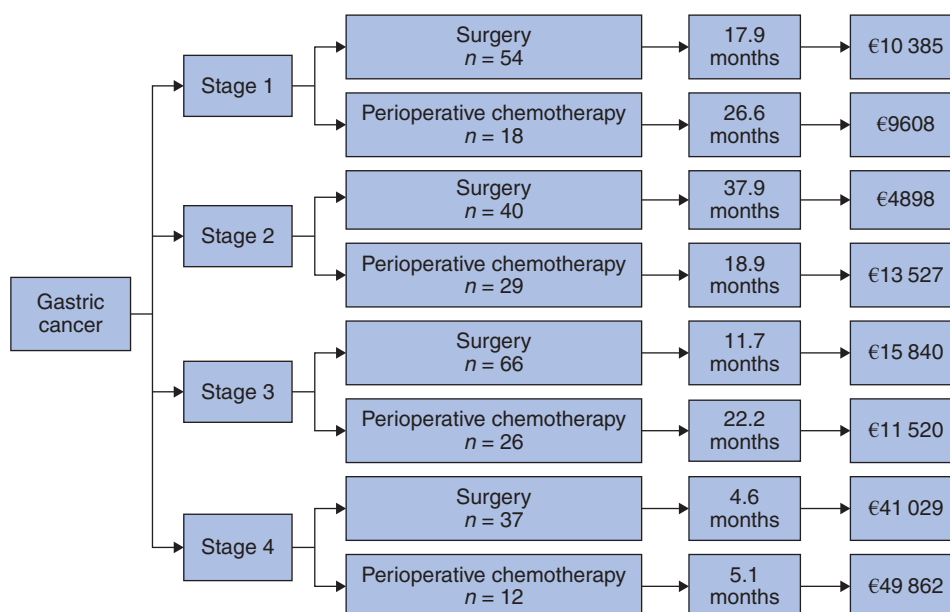 Gastric
cancer
Stage 1
Surgery
n = 54
17.9
months
€10 385
Perioperative chemotherapy
n = 18
26.6
months
€9608
Stage 2
Surgery
n = 40
37.9
months
€4898
Perioperative chemotherapy
n = 29
18.9
months
€13 527
Stage 3
Surgery
n = 66
11.7
months
€15 840
Perioperative chemotherapy
n = 26
22.2
months
€11 520
Stage 4
Surgery
n = 37
4.6
months
€41 029
Perioperative chemotherapy
n = 12
5.1
months
€49 862